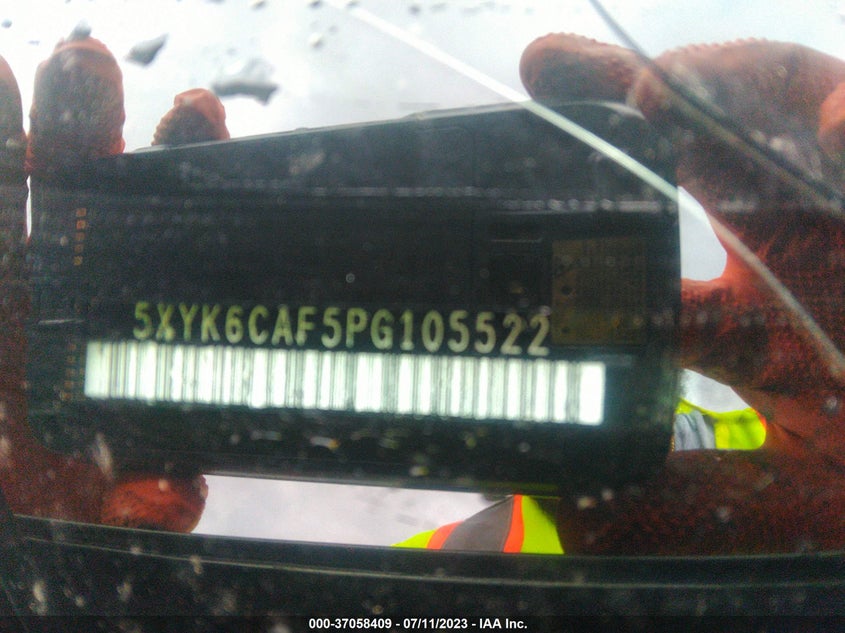 5XYK6CAF5PG105522
000-37058409 - 07/11/2023 - IAA Inc.